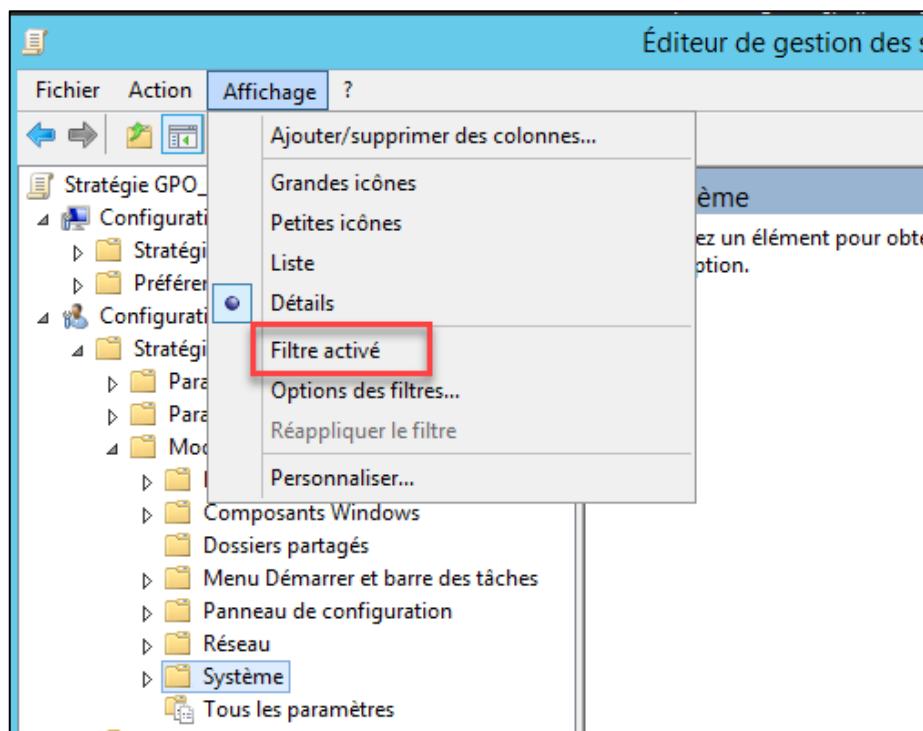 Éditeur de gestion des
Fichier Action Affichage ?
Ajouter/supprimer des colonnes...
Grandes icônes
Petites icônes
Liste
Détails
Filtre activé
Options des filtres...
Réappliquer le filtre
Personnaliser...
Stratégie GPO_
Configurati
Stratégi
Préférer
Configurati
Stratégi
Para
Para
Mod
Composants Windows
Dossiers partagés
Menu Démarrer et barre des tâches
Panneau de configuration
Réseau
Système
Tous les paramètres
ème
ez un élément pour obt
ption.